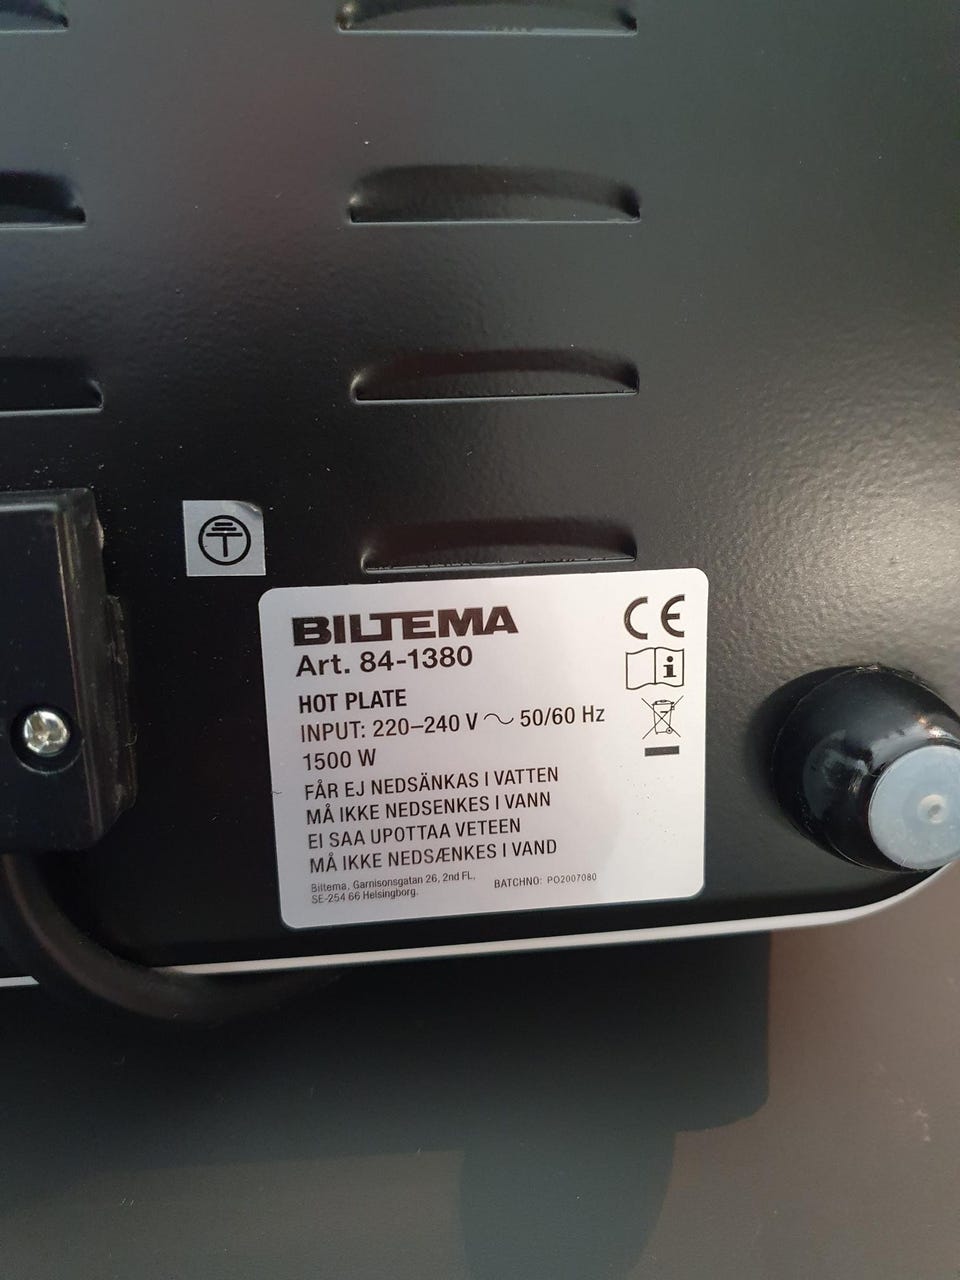 BILTEMA
Art. 84-1380
HOT PLATE
INPUT: 220–240 V ~ 50/60 Hz
1500 W
FÅR EJ NEDSÄNKAS I VATTEN
MÅ IKKE NEDSENKES I VANN
EI SAA UPOTTAA VETEEN
MÅ IKKE NEDSÆNKES I VAND
Biltema, Garnisonsgatan 26, 2nd FL,
SE-254 66 Helsingborg.
BATCHNO: PO2007080
CE
i